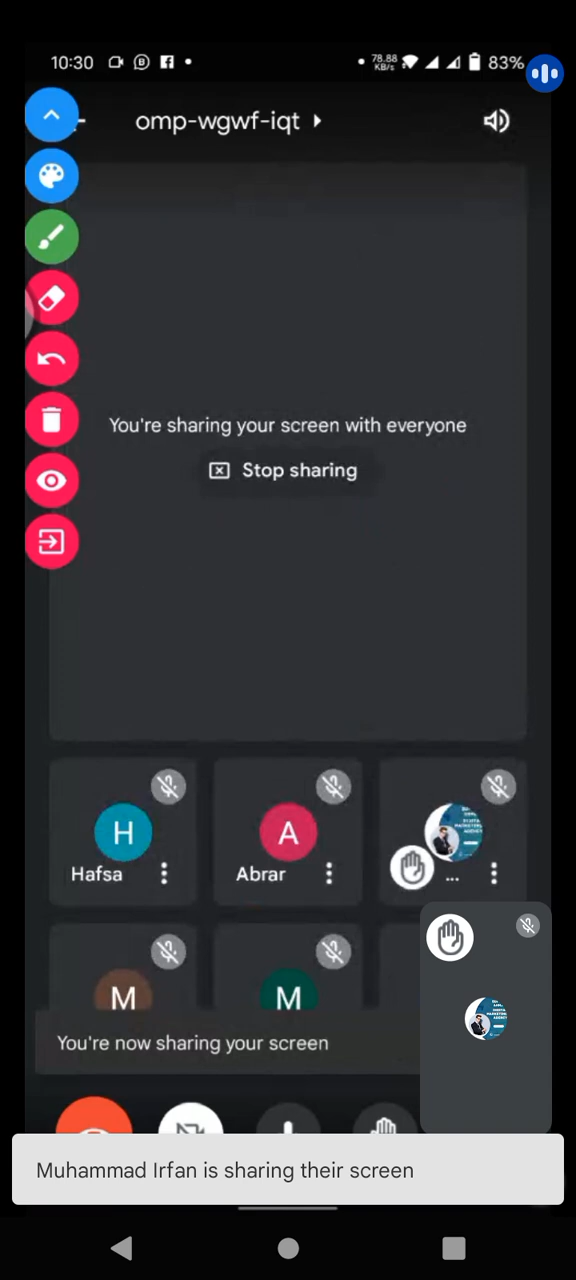 10:30
78.88
KB/s
83%
omp-wgwf-iqt
You're sharing your screen with everyone
Stop sharing
H
A
Hafsa
Abrar
...
M
M
You're now sharing your screen
Muhammad Irfan is sharing their screen